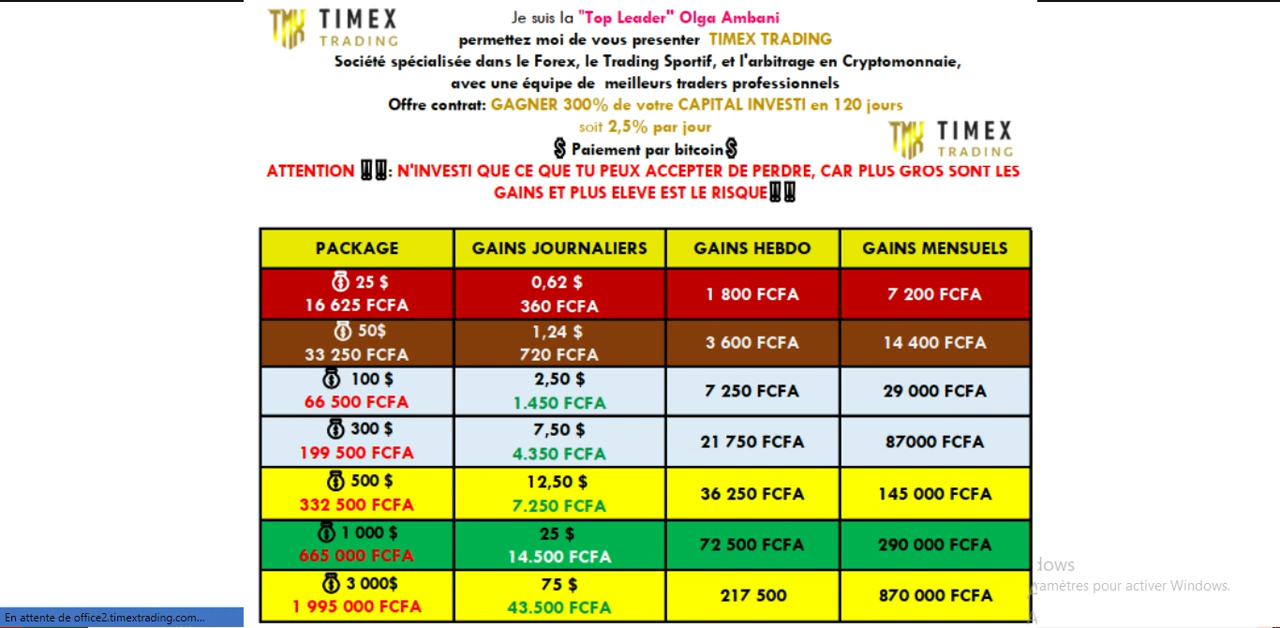 TIMEX
TRADING
Je suis la "Top Leader" Olga Ambani
permettez moi de vous presenter TIMEX TRADING
Société spécialisée dans le Forex, le Trading Sportif, et l'arbitrage en Cryptomonnaie,
avec une équipe de meilleurs traders professionnels
Offre contrat: GAGNER 300% de votre CAPITAL INVESTI en 120 jours
soit 2,5% par jour
TIMEX
TRADING
💲 Paiement par bitcoin💲
ATTENTION ‼‼: N'INVESTI QUE CE QUE TU PEUX ACCEPTER DE PERDRE, CAR PLUS GROS SONT LES
GAINS ET PLUS ELEVE EST LE RISQUE‼‼
PACKAGE GAINS JOURNALIERS GAINS HEBDO GAINS MENSUELS
💰 25 $ 0,62 $
16 625 FCFA 360 FCFA 1 800 FCFA 7 200 FCFA
💰 50$ 1,24 $
33 250 FCFA 720 FCFA 3 600 FCFA 14 400 FCFA
💰 100 $ 2,50 $
66 500 FCFA 1.450 FCFA 7 250 FCFA 29 000 FCFA
💰 300 $ 7,50 $
199 500 FCFA 4.350 FCFA 21 750 FCFA 87000 FCFA
💰 500 $ 12,50 $
332 500 FCFA 7.250 FCFA 36 250 FCFA 145 000 FCFA
💰 1 000 $ 25 $
665 000 FCFA 14.500 FCFA 72 500 FCFA 290 000 FCFA
💰 3 000$ 75 $
1 995 000 FCFA 43.500 FCFA 217 500 870 000 FCFA
dows
ramètres pour activer Windows.
En attente de office2.timextrading.com...